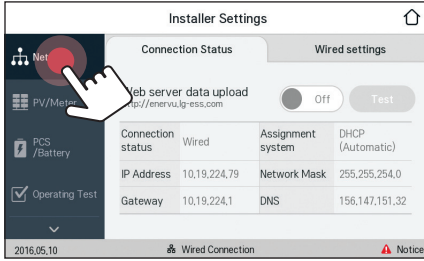 Installer Settings
Net
Connection Status
Wired settings
PV/Meter
Web server data upload
http://enervu.lg-ess.com
Off
Test
PCS
/Battery
Connection status
Wired
Assignment system
DHCP (Automatic)
IP Address
10,19,224,79
Network Mask
255,255,254,0
Operating Test
Gateway
10,19,224,1
DNS
156,147,151,32
2016,05,10
Wired Connection
Notice